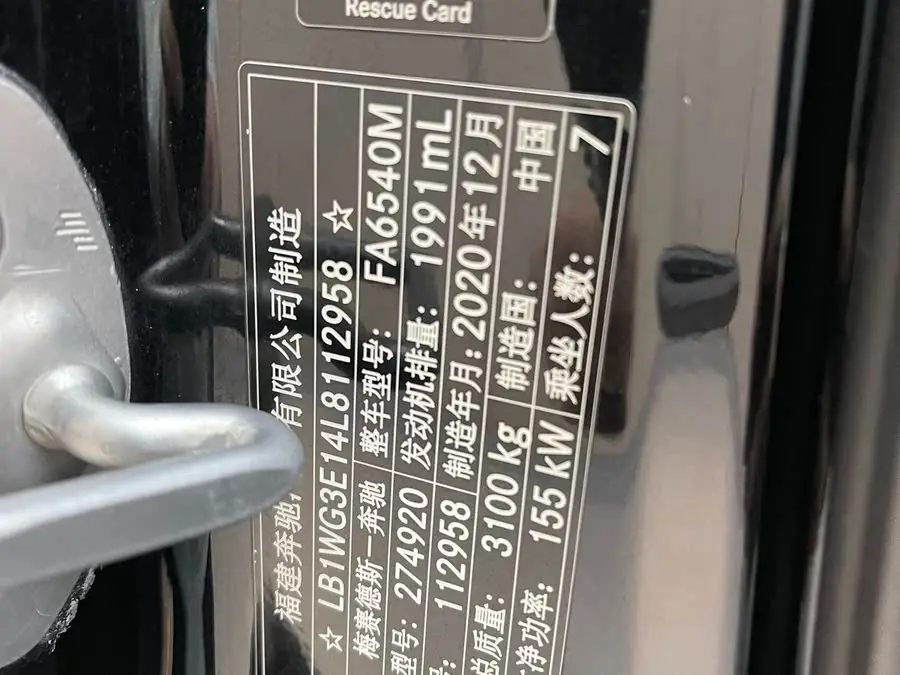 Rescue Card
福建奔驰 有限公司制造
☆ LB1WG3E14L8112958 ☆
梅赛德斯—奔驰 整车型号: FA6540M
型号: 274920 发动机排量: 1991mL
号: 112958 制造年月: 2020年12月
总质量: 3100 kg 制造国: 中国
净功率: 155 kW 乘坐人数: 7